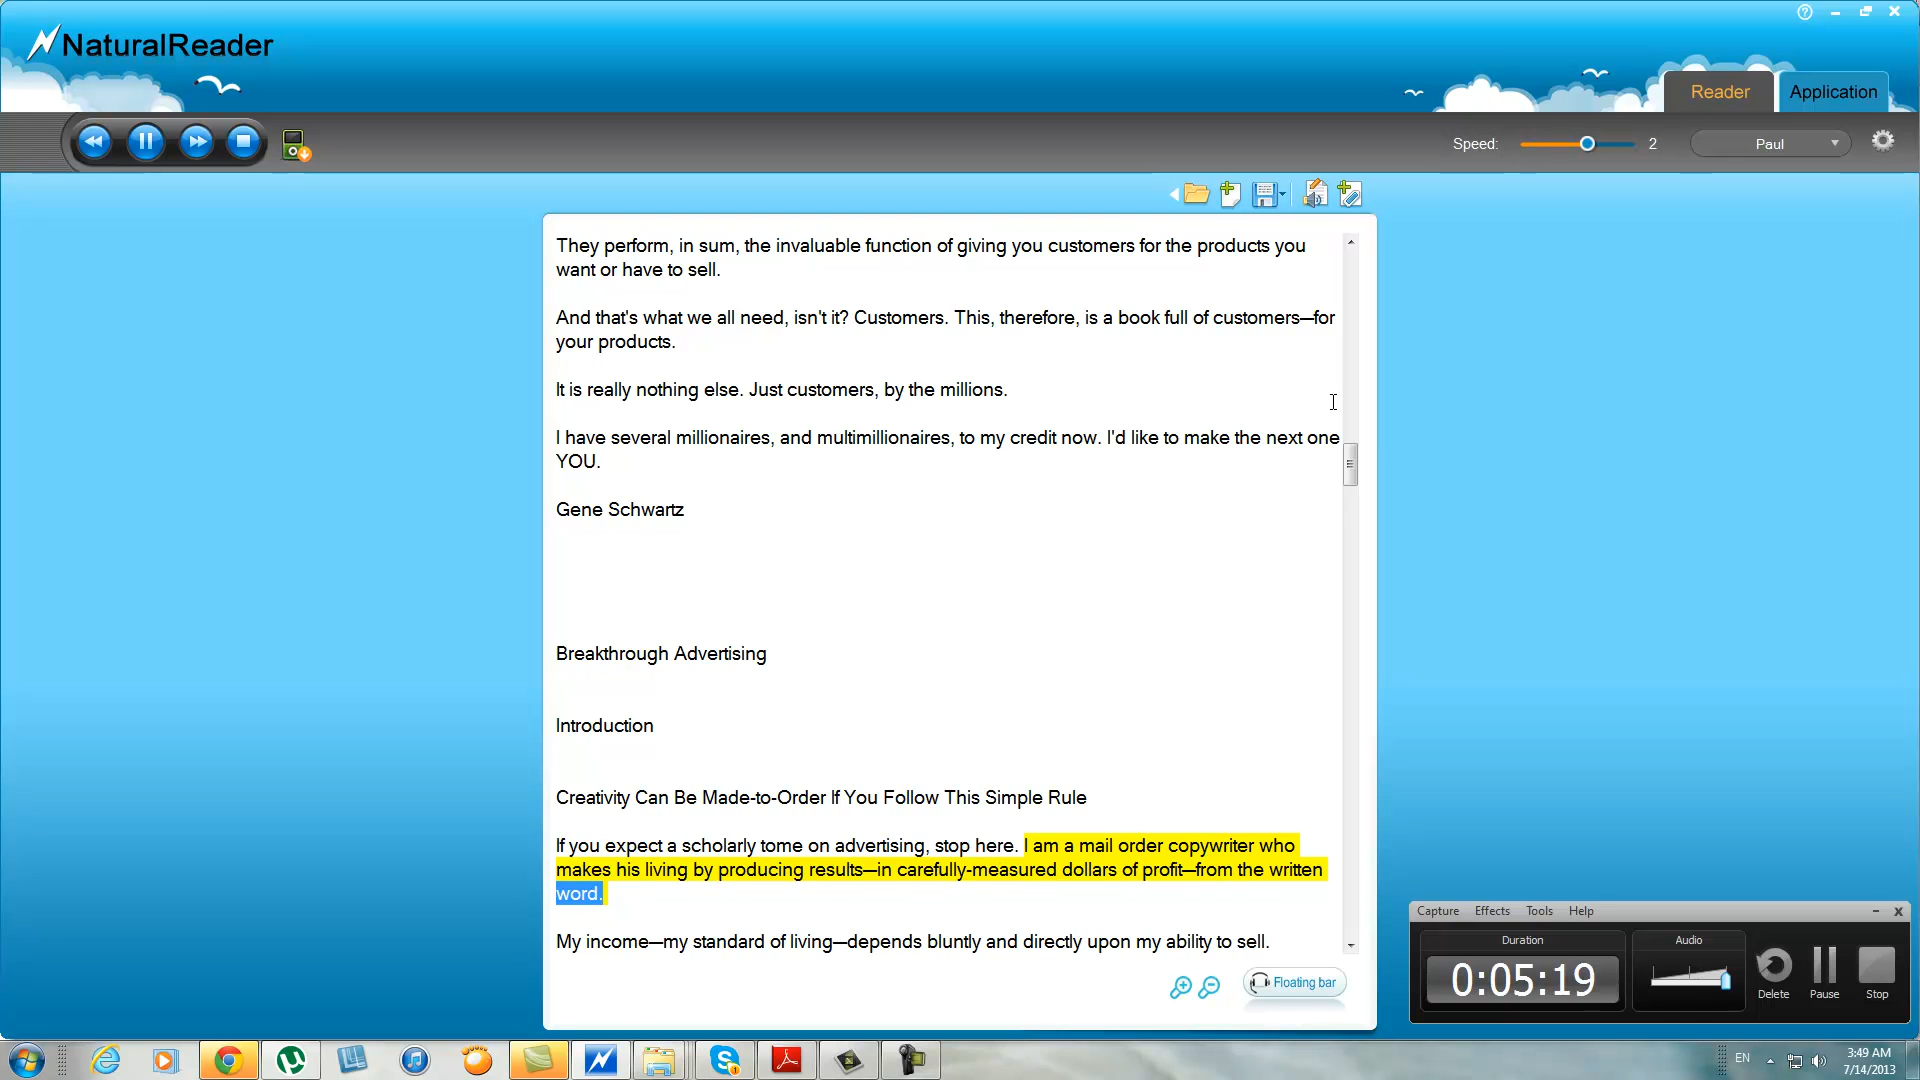 NaturalReader
Reader
Application
Speed:
2
Paul
They perform, in sum, the invaluable function of giving you customers for the products you
want or have to sell.
And that's what we all need, isn't it? Customers. This, therefore, is a book full of customers—for
your products.
It is really nothing else. Just customers, by the millions.
I have several millionaires, and multimillionaires, to my credit now. I'd like to make the next one
YOU.
Gene Schwartz
Breakthrough Advertising
Introduction
Creativity Can Be Made-to-Order If You Follow This Simple Rule
If you expect a scholarly tome on advertising, stop here. I am a mail order copywriter who
makes his living by producing results—in carefully-measured dollars of profit—from the written
word.
My income—my standard of living—depends bluntly and directly upon my ability to sell.
Floating bar
Capture Effects Tools Help
Duration
Audio
0:05:19
Delete
Pause
Stop
EN
3:49 AM
7/14/2013